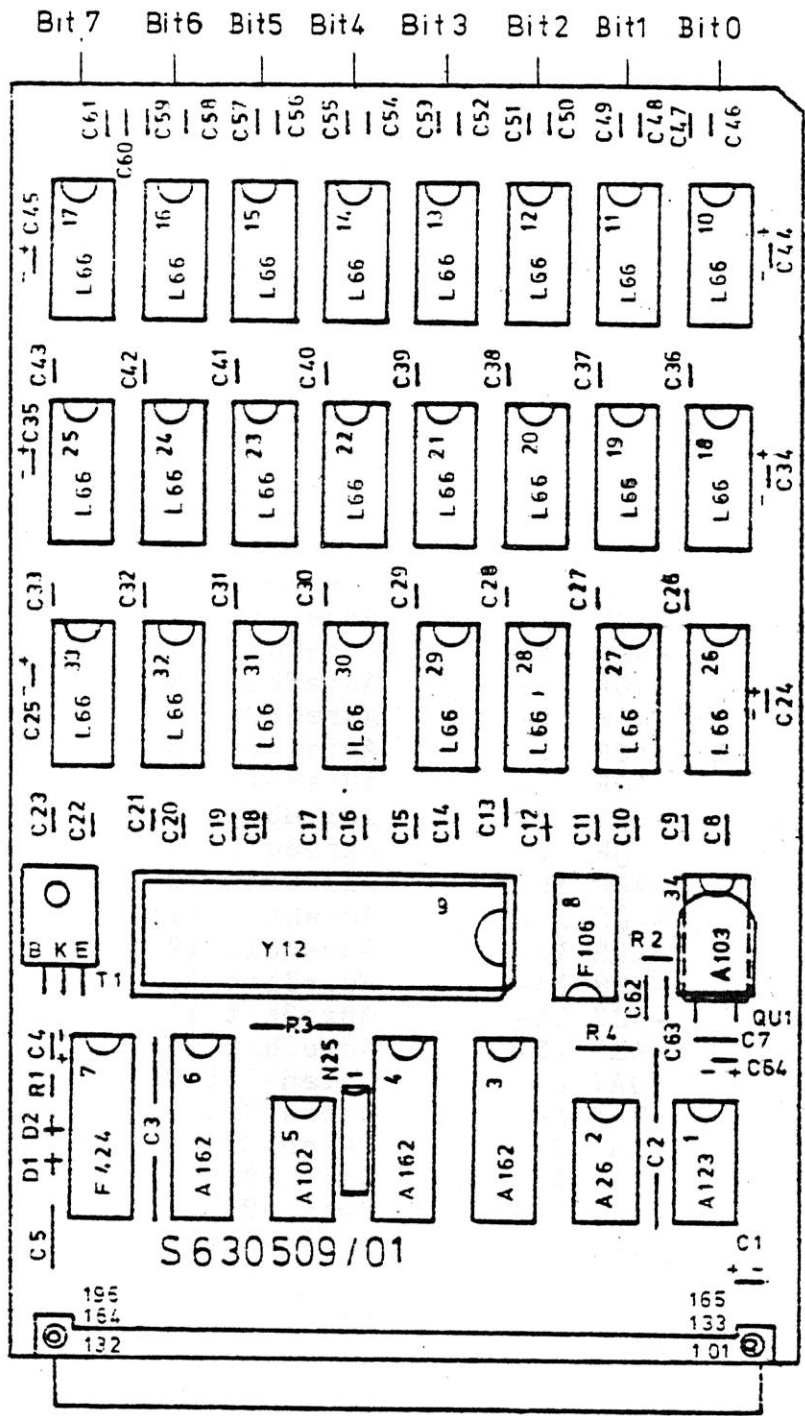 Bit7 Bit6 Bit5 Bit4 Bit3 Bit2 Bit1 Bit0
C61 C60 C59 C58 C57 C56 C55 C54 C53 C52 C51 C50 C49 C48 C47 C46
- + C45 17 16 15 14 13 12 11 10 - + C44
L66 L66 L66 L66 L66 L66 L66 L66
C43 C42 C41 C40 C39 C38 C37 C36
- + C35 25 24 23 22 21 20 19 18 - + C34
L66 L66 L66 L66 L66 L66 L66 L66
C33 C32 C31 C30 C29 C28 C27 C26
C25 - + 32 31 30 29 28 27 26 - + C24
L66 L66 L66 L66 L66 L66 L66 L66
C23 C22 C21 C20 C19 C18 C17 C16 C15 C14 C13 C12 C11 C10 C9 C8
B K E T1
Y12 9
F106 8
R2
34 A103
C62 C63 QU1
C7
- + C64
R3 R4
N25 1
C4 - +
R1
D2
D1
C5
7 F424
C3
6 A162
5 A102
4 A162
3 A162
2 A26
C2
1 A123
S630509/01
C1
+ -
196 165
164 133
132 101